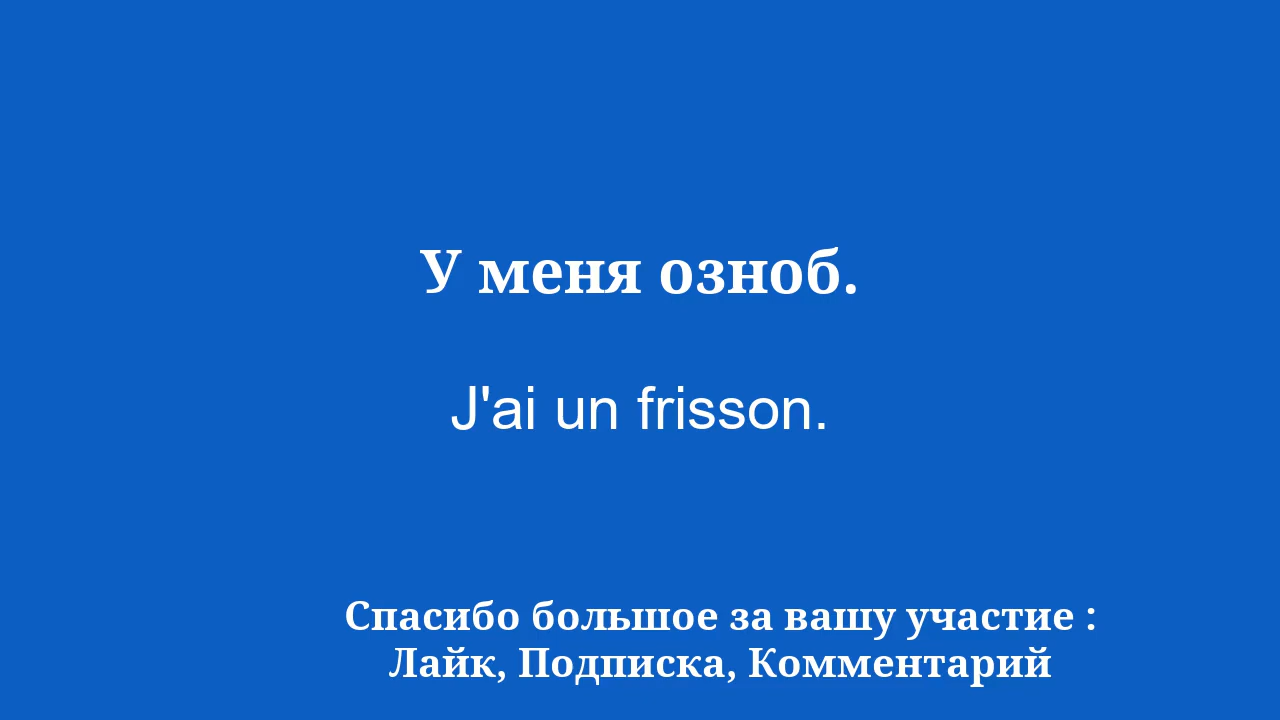 У меня озноб.
J'ai un frisson.
Спасибо большое за вашу участие :
Лайк, Подписка, Комментарий